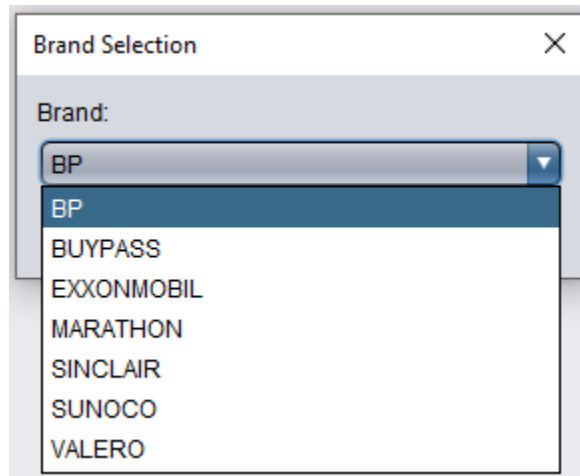 Brand Selection
Brand:
BP
BP
BUYPASS
EXXONMOBIL
MARATHON
SINCLAIR
SUNOCO
VALERO